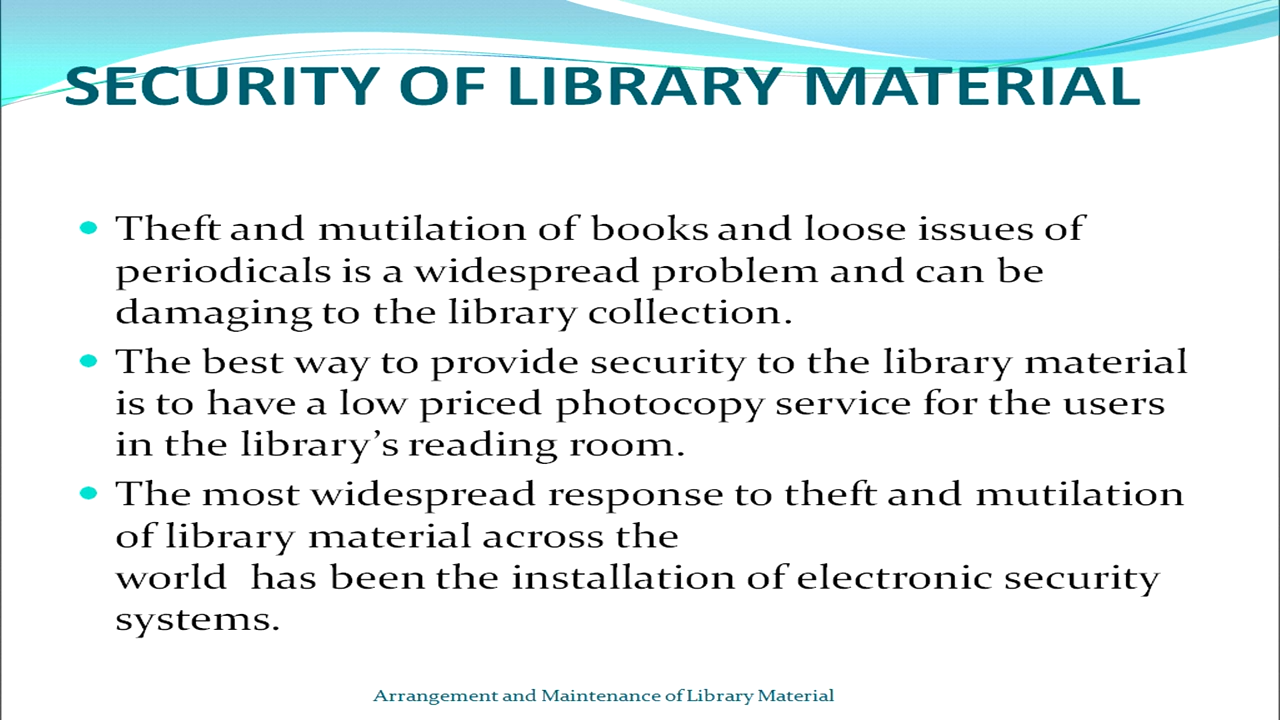 SECURITY OF LIBRARY MATERIAL
• Theft and mutilation of books and loose issues of
periodicals is a widespread problem and can be
damaging to the library collection.
• The best way to provide security to the library material
is to have a low priced photocopy service for the users
in the library’s reading room.
• The most widespread response to theft and mutilation
of library material across the
world  has been the installation of electronic security
systems.
Arrangement and Maintenance of Library Material